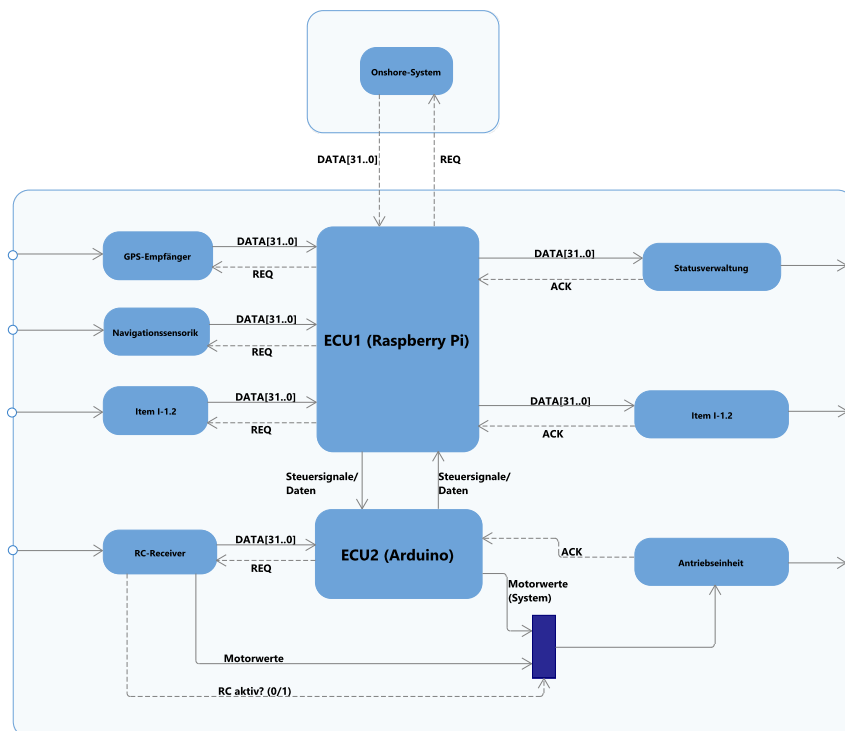 Onshore-System
DATA[31..0]
REQ
GPS-Empfänger
DATA[31..0]
REQ
DATA[31..0]
ACK
Statusverwaltung
Navigationssensorik
DATA[31..0]
REQ
ECU1 (Raspberry Pi)
Item I-1.2
DATA[31..0]
REQ
DATA[31..0]
ACK
Item I-1.2
Steuersignale/
Daten
Steuersignale/
Daten
RC-Receiver
DATA[31..0]
REQ
ECU2 (Arduino)
ACK
Antriebseinheit
Motorwerte
(System)
Motorwerte
RC aktiv? (0/1)